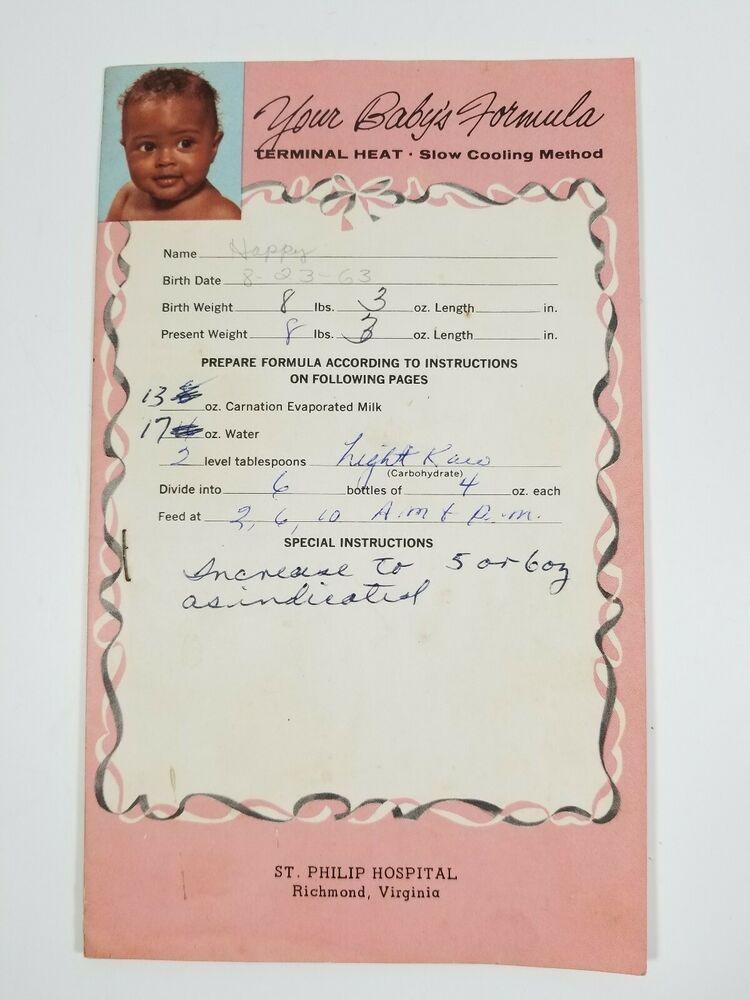 Your Baby's Formula
TERMINAL HEAT · Slow Cooling Method
Name Happy
Birth Date 8-23-63
Birth Weight 8 lbs. 3 oz. Length in.
Present Weight 8 lbs. 3 oz. Length in.
PREPARE FORMULA ACCORDING TO INSTRUCTIONS
ON FOLLOWING PAGES
13 oz. Carnation Evaporated Milk
17 oz. Water
2 level tablespoons Light Karo
(Carbohydrate)
Divide into 6 bottles of 4 oz. each
Feed at 2, 6, 10 A.m & P.m.
SPECIAL INSTRUCTIONS
Increase to 5 or 6 oz
as indicated
ST. PHILIP HOSPITAL
Richmond, Virginia